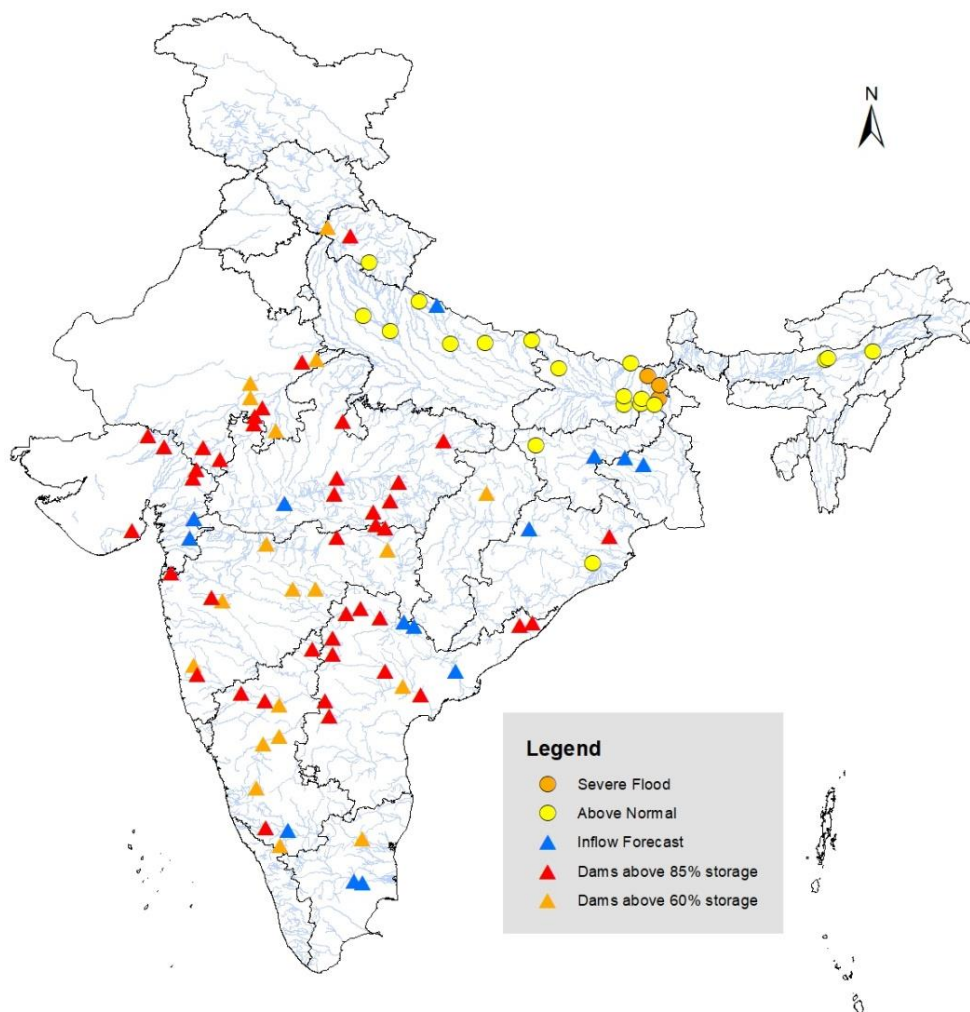 N
Legend
Severe Flood
Above Normal
Inflow Forecast
Dams above 85% storage
Dams above 60% storage